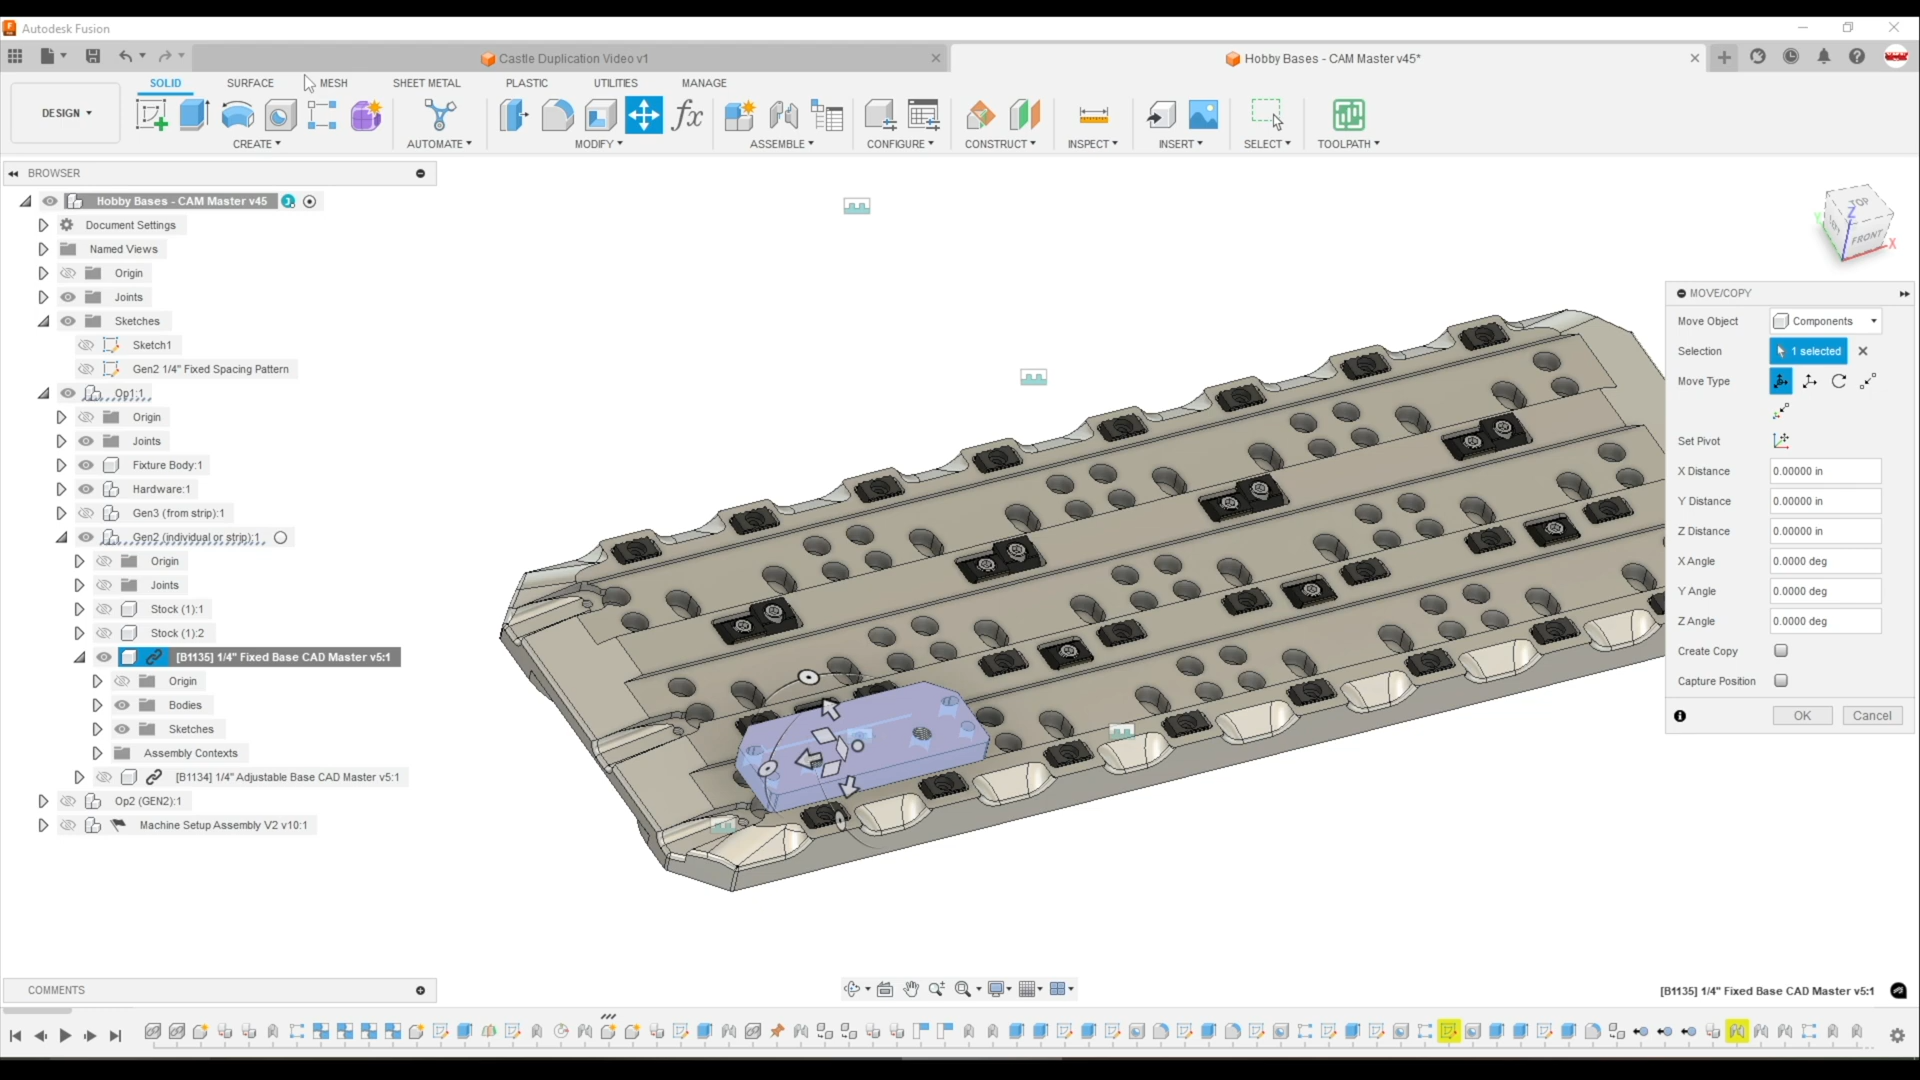 Autodesk Fusion
Castle Duplication Video v1
Hobby Bases - CAM Master v45*
SOLID SURFACE MESH SHEET METAL PLASTIC UTILITIES MANAGE
DESIGN
CREATE AUTOMATE MODIFY ASSEMBLE CONFIGURE CONSTRUCT INSPECT INSERT SELECT TOOLPATH
BROWSER
Hobby Bases - CAM Master v45
Document Settings
Named Views
Origin
Joints
Sketches
Sketch1
Gen2 1/4" Fixed Spacing Pattern
Op1:1
Origin
Joints
Fixture Body:1
Hardware:1
Gen3 (from strip):1
Gen2 (individual or strip):1
Origin
Joints
Stock (1):1
Stock (1):2
[B1135] 1/4" Fixed Base CAD Master v5:1
Origin
Bodies
Sketches
Assembly Contexts
[B1134] 1/4" Adjustable Base CAD Master v5:1
Op2 (GEN2):1
Machine Setup Assembly V2 v10:1
TOP
FRONT
Z
X
MOVE/COPY
Move Object Components
Selection 1 selected
Move Type
Set Pivot
X Distance 0.00000 in
Y Distance 0.00000 in
Z Distance 0.00000 in
X Angle 0.0000 deg
Y Angle 0.0000 deg
Z Angle 0.0000 deg
Create Copy
Capture Position
OK Cancel
COMMENTS
[B1135] 1/4" Fixed Base CAD Master v5:1